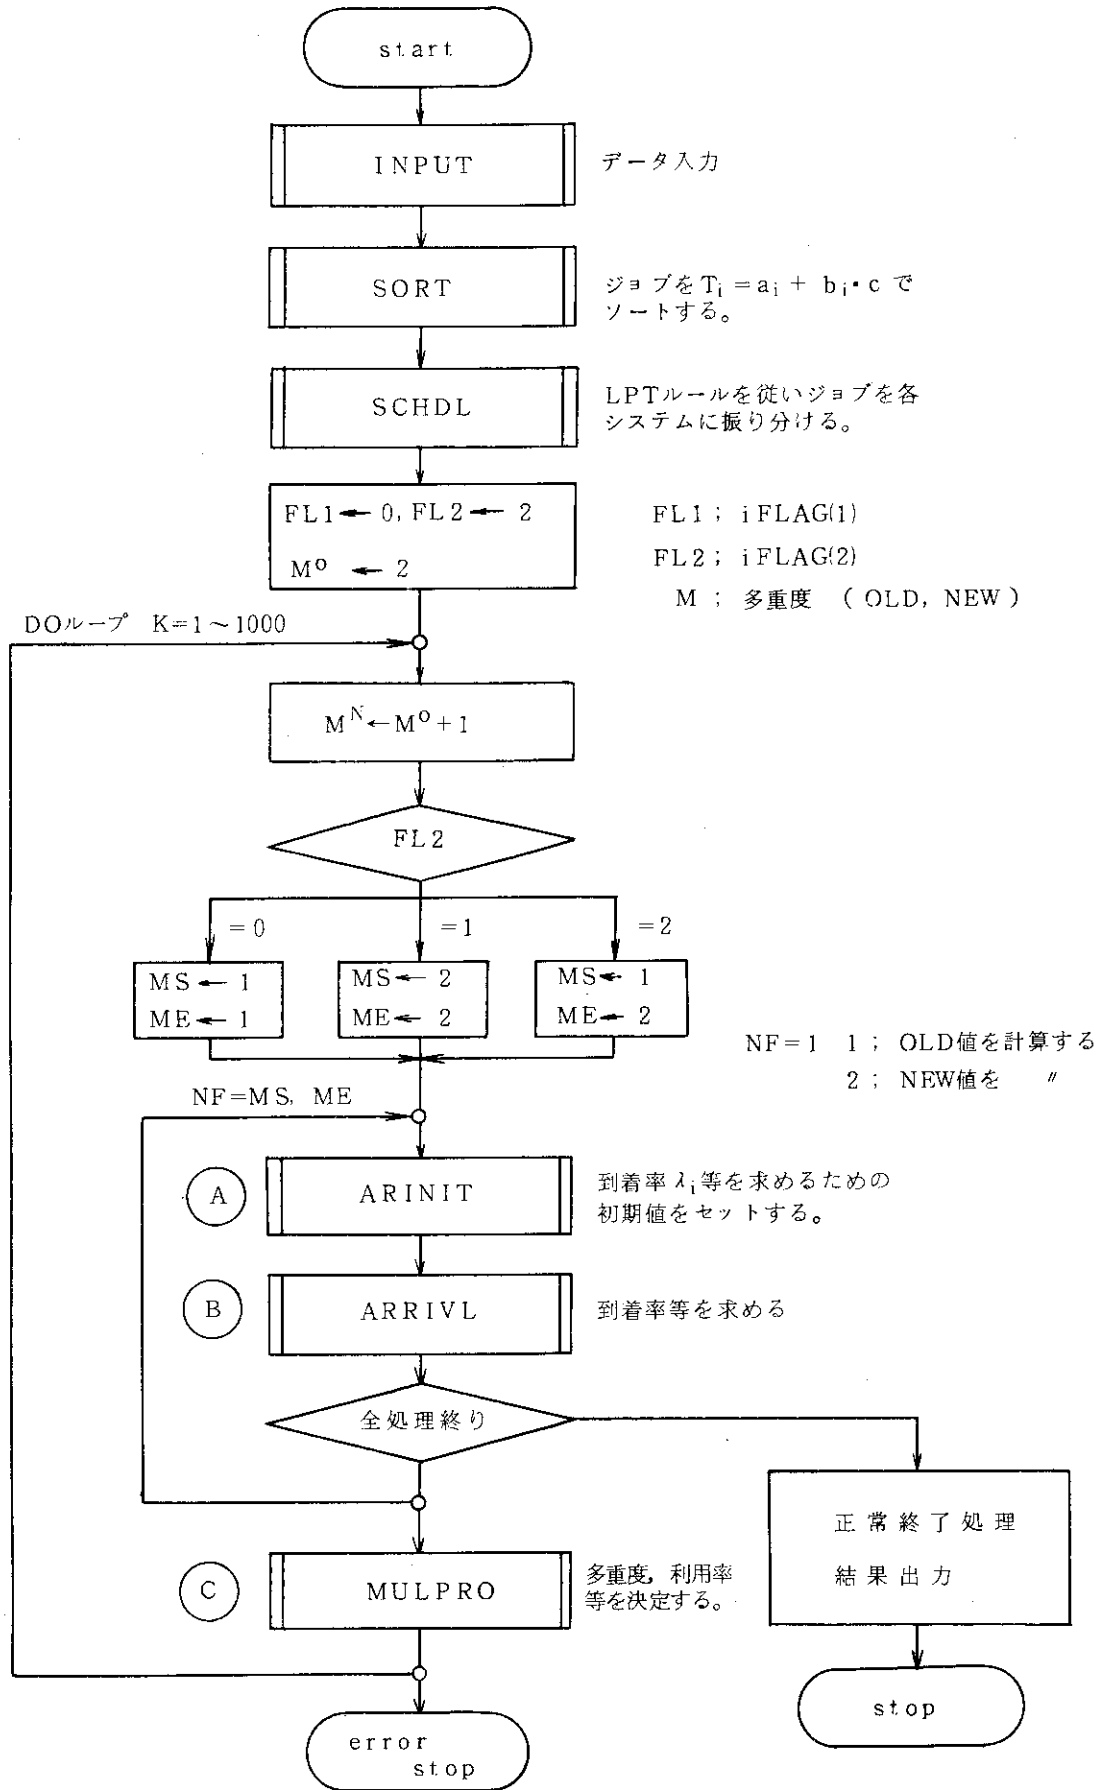 start
INPUT
データ入力
SORT
ジョブをTi=ai+bi・cで
ソートする。
SCHDL
LPTルールを従いジョブを各
システムに振り分ける。
FL1←0, FL2←2
M^O ←2
FL1; iFLAG(1)
FL2; iFLAG(2)
M; 多重度 (OLD, NEW)
DOループ K=1~1000
M^N←M^O+1
FL2
=0
=1
=2
MS←1
ME←1
MS←2
ME←2
MS←1
ME←2
NF=1 1; OLD値を計算する
2; NEW値を 〃
NF=MS, ME
A
ARINIT
到着率λiを等を求めるための
初期値をセットする。
B
ARRIVL
到着率等を求める
全処理終り
正常終了処理
結果出力
C
MULPRO
多重度, 利用率
等を決定する。
stop
error
stop